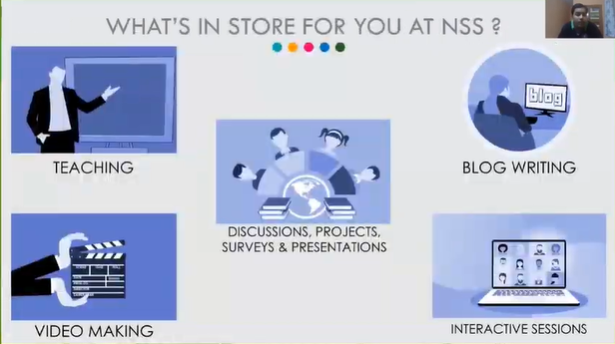 WHAT'S IN STORE FOR YOU AT NSS ?
TEACHING
blog
BLOG WRITING
DISCUSSIONS, PROJECTS,
SURVEYS & PRESENTATIONS
VIDEO MAKING
INTERACTIVE SESSIONS